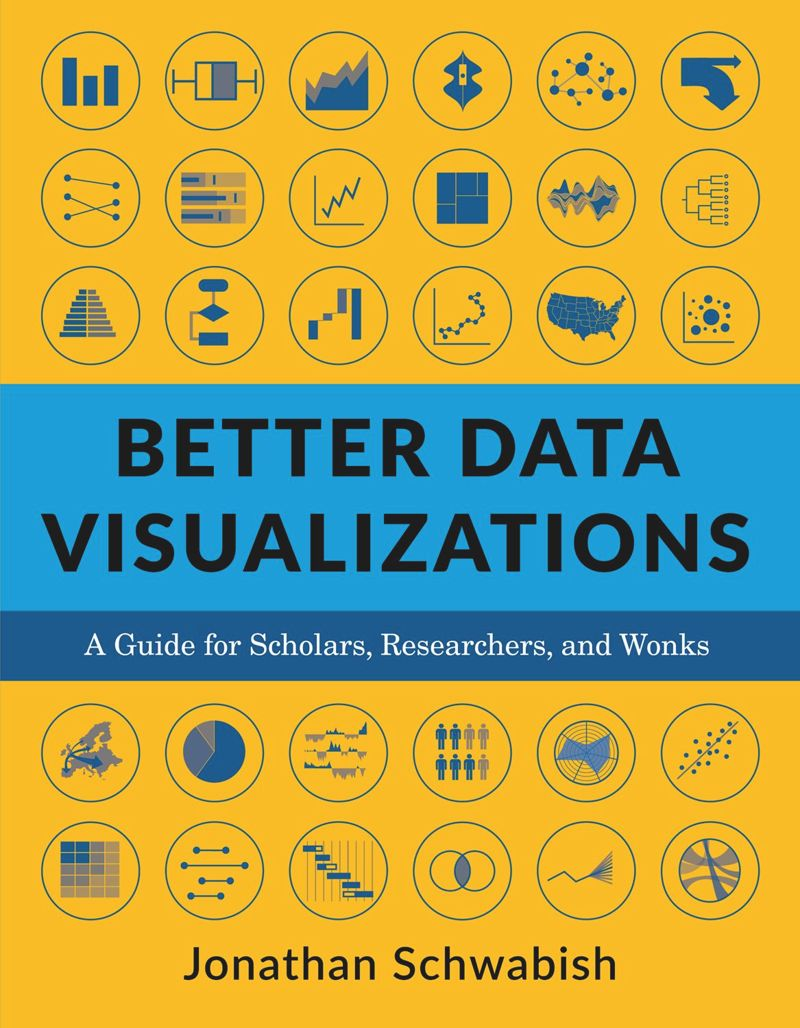 BETTER DATA
VISUALIZATIONS
A Guide for Scholars, Researchers, and Wonks
Jonathan Schwabish